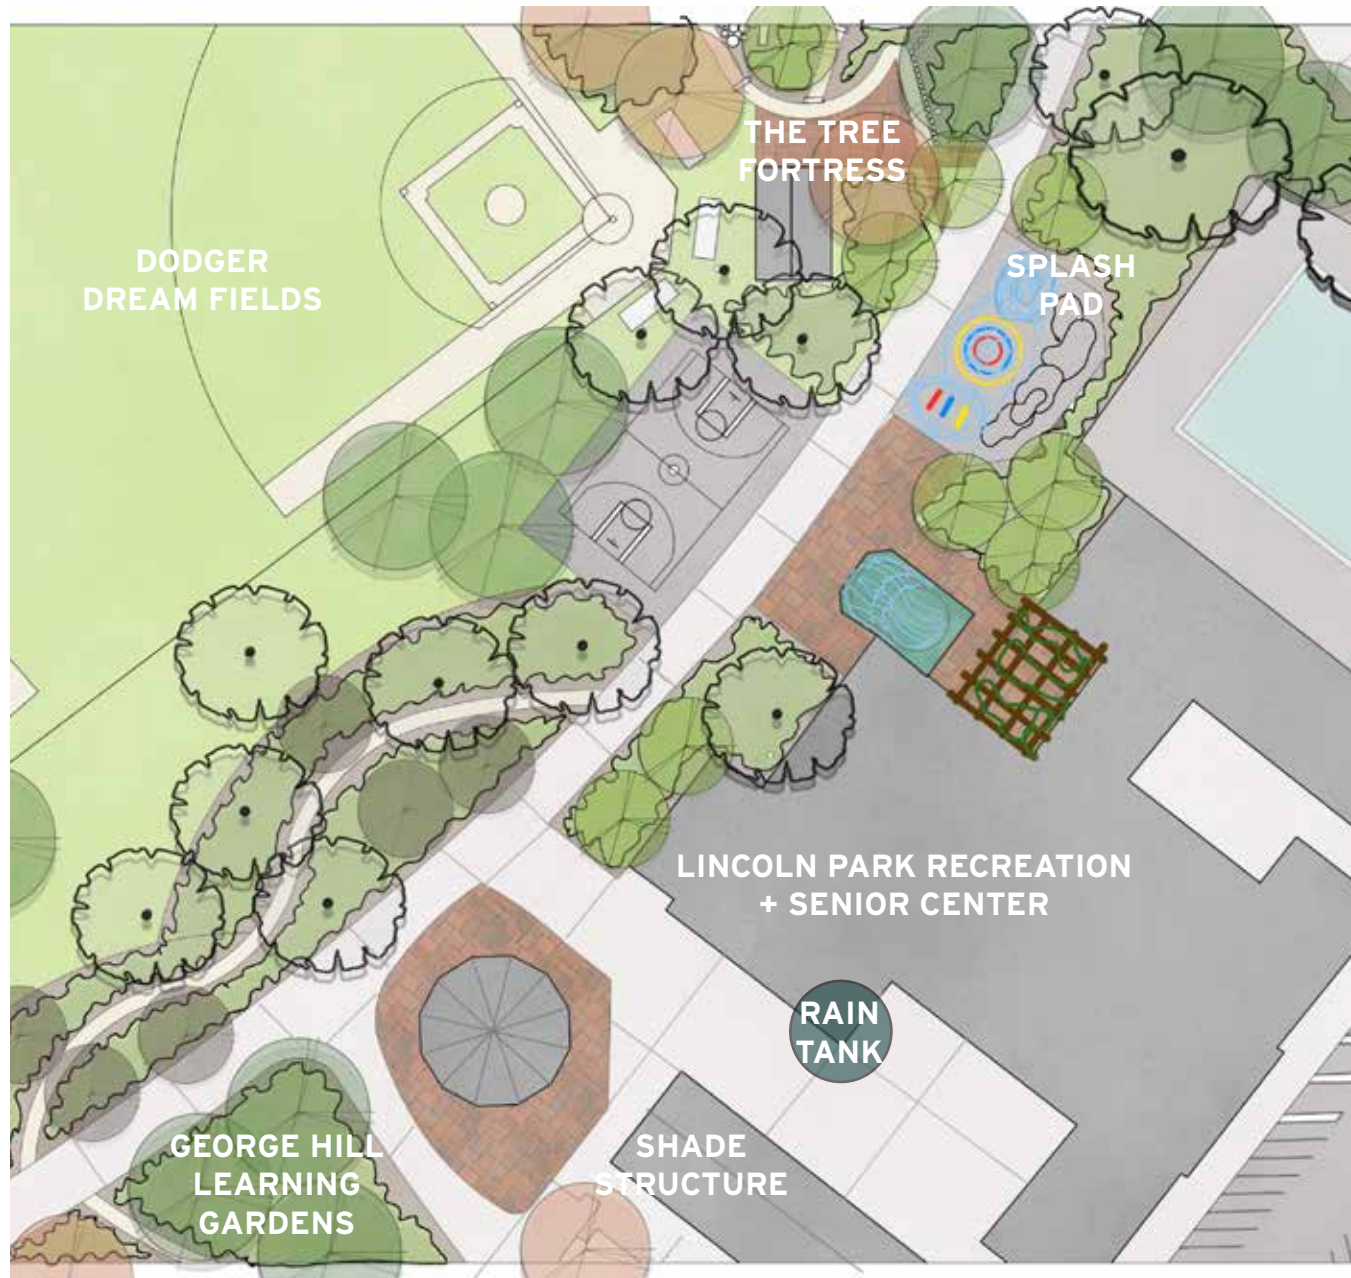 THE TREE
FORTRESS
DODGER
DREAM FIELDS
SPLASH
PAD
LINCOLN PARK RECREATION
+ SENIOR CENTER
RAIN
TANK
GEORGE HILL
LEARNING
GARDENS
SHADE
STRUCTURE